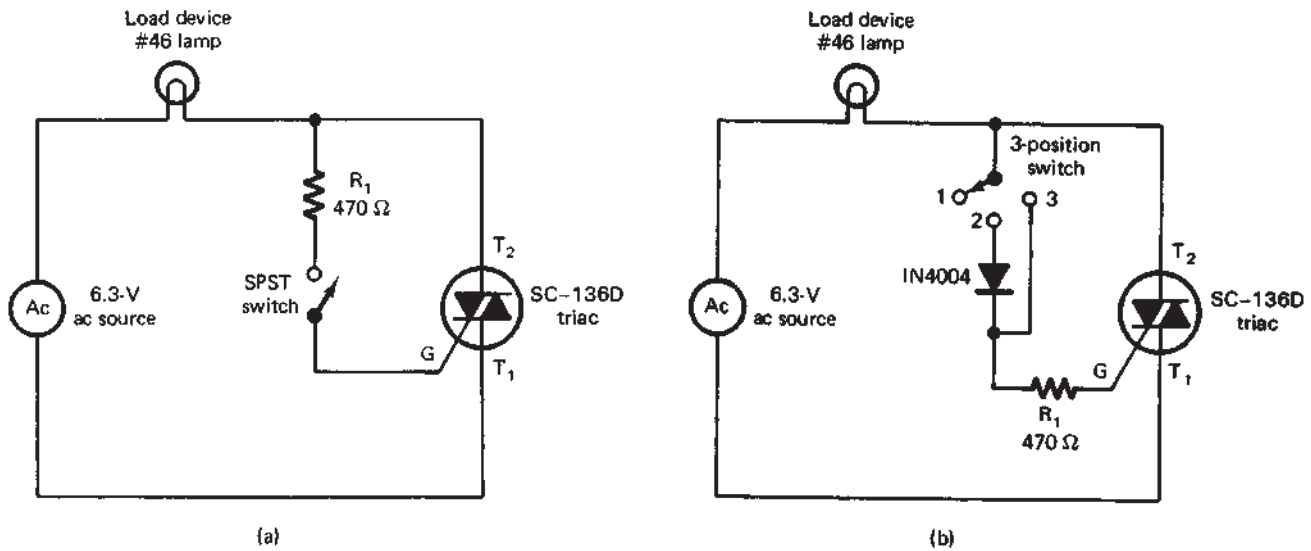 Load device
#46 lamp
R1
470 Ω
SPST
switch
T2
SC-136D
triac
G
T1
Ac
6.3-V
ac source
(a)
Load device
#46 lamp
3-position
switch
1
2
3
IN4004
T2
SC-136D
triac
G
T1
R1
470 Ω
Ac
6.3-V
ac source
(b)